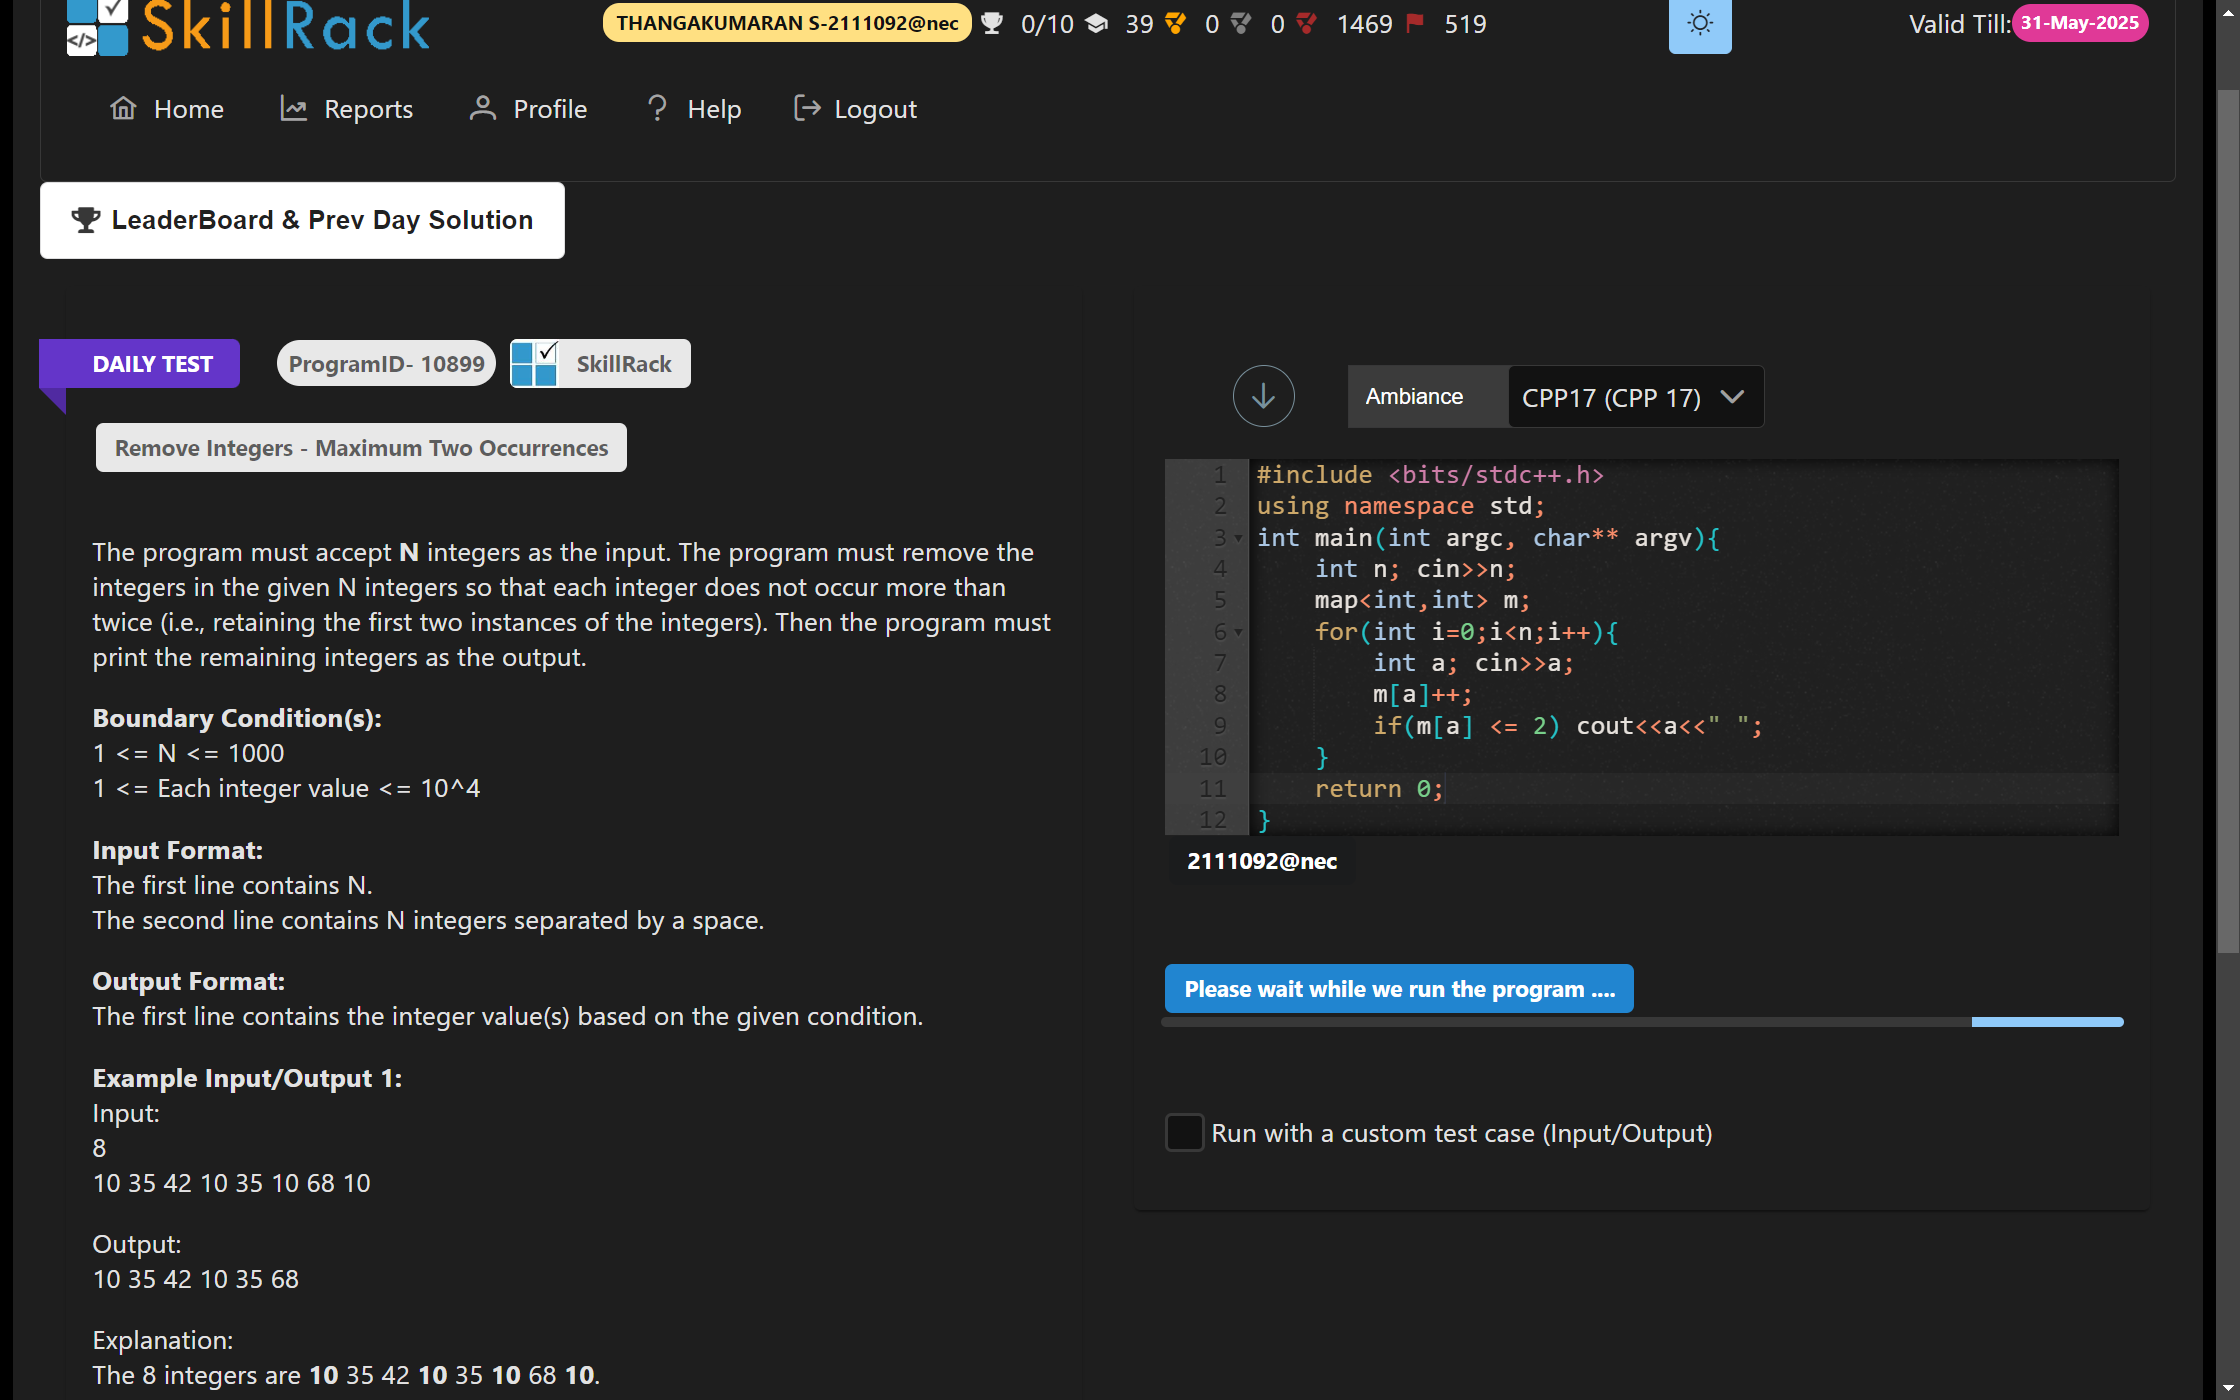 SkillRack
THANGAKUMARAN S-2111092@nec 0/10 39 0 0 1469 519
Valid Till: 31-May-2025
Home Reports Profile Help Logout
LeaderBoard & Prev Day Solution
DAILY TEST ProgramID- 10899 SkillRack
Remove Integers - Maximum Two Occurrences
The program must accept N integers as the input. The program must remove the
integers in the given N integers so that each integer does not occur more than
twice (i.e., retaining the first two instances of the integers). Then the program must
print the remaining integers as the output.
Boundary Condition(s):
1 <= N <= 1000
1 <= Each integer value <= 10^4
Input Format:
The first line contains N.
The second line contains N integers separated by a space.
Output Format:
The first line contains the integer value(s) based on the given condition.
Example Input/Output 1:
Input:
8
10 35 42 10 35 10 68 10
Output:
10 35 42 10 35 68
Explanation:
The 8 integers are 10 35 42 10 35 10 68 10.
Ambiance CPP17 (CPP 17)
1 #include <bits/stdc++.h>
2 using namespace std;
3 int main(int argc, char** argv){
4     int n; cin>>n;
5     map<int,int> m;
6     for(int i=0;i<n;i++){
7         int a; cin>>a;
8         m[a]++;
9         if(m[a] <= 2) cout<<a<<" ";
10     }
11     return 0;
12 }
2111092@nec
Please wait while we run the program ....
Run with a custom test case (Input/Output)